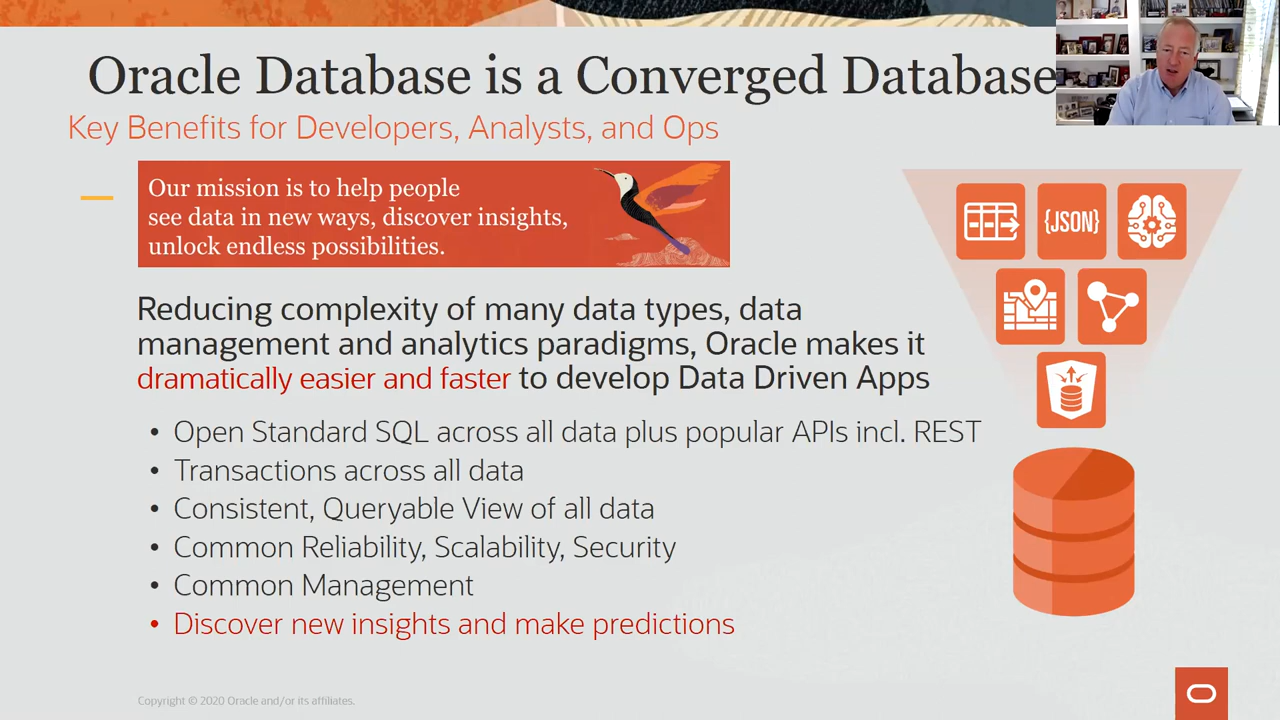 Oracle Database is a Converged Database
Key Benefits for Developers, Analysts, and Ops
Our mission is to help people
see data in new ways, discover insights,
unlock endless possibilities.
{JSON}
Reducing complexity of many data types, data
management and analytics paradigms, Oracle makes it
dramatically easier and faster to develop Data Driven Apps
• Open Standard SQL across all data plus popular APIs incl. REST
• Transactions across all data
• Consistent, Queryable View of all data
• Common Reliability, Scalability, Security
• Common Management
• Discover new insights and make predictions
Copyright © 2020 Oracle and/or its affiliates.